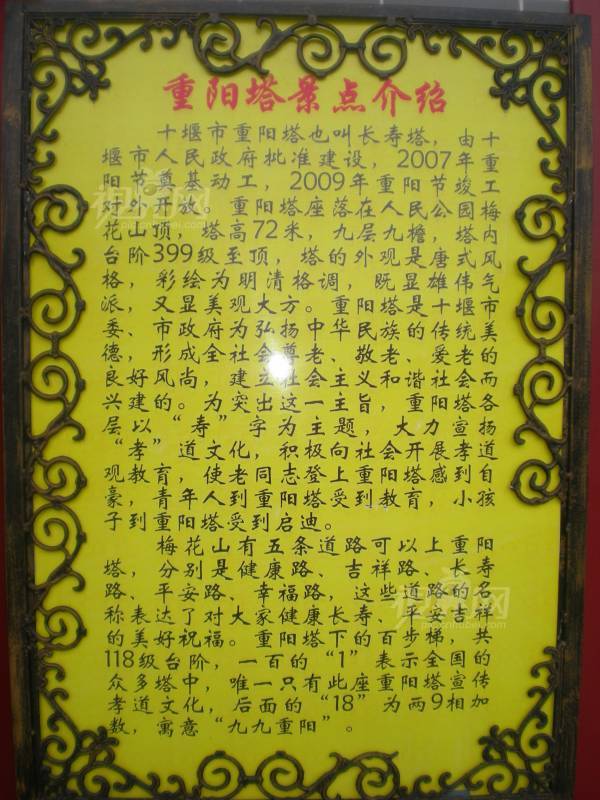 重阳塔景点介绍
十堰市重阳塔也叫长寿塔，由十
堰市人民政府批准建设，2007年重
阳节奠基动工，2009年重阳节竣工
对外开放。重阳塔座落在人民公园梅
花山顶，塔高72米，九层九檐，塔内
台阶399级至顶，塔的外观是唐式风
格，彩绘为明清格调，既显雄伟气
派，又显美观大方。重阳塔是十堰市
委、市政府为弘扬中华民族的传统美
德，形成全社会尊老、敬老、爱老的
良好风尚，建立社会主义和谐社会而
兴建的。为突出这一主旨，重阳塔各
层以“寿”字为主题，大力宣扬
“孝”道文化，积极向社会开展孝道
观教育，使老同志登上重阳塔感到自
豪，青年人到重阳塔受到教育，小孩
子到重阳塔受到启迪。
梅花山有五条道路可以上重阳
塔，分别是健康路、吉祥路、长寿
路、平安路、幸福路，这些道路的名
称表达了对大家健康长寿、平安吉祥
的美好祝福。重阳塔下的百步梯，共
118级台阶，一百的“1”表示全国的
众多塔中，唯一只有此座重阳塔宣传
孝道文化，后面的“18”为两9相加
数，寓意“九九重阳”。